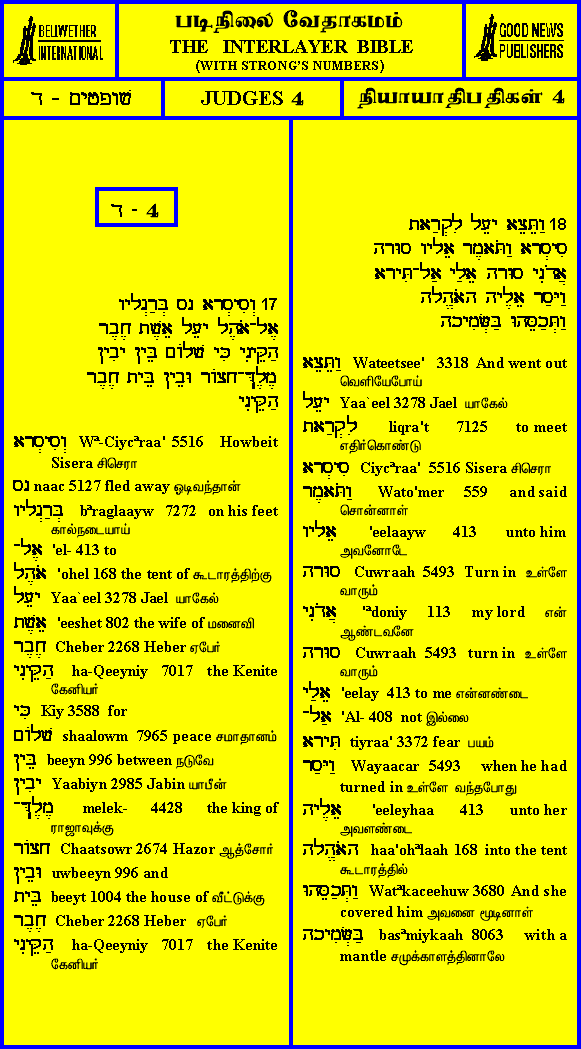 BELLWETHER
INTERNATIONAL
படிநிலை வேதாகமம்
THE INTERLAYER BIBLE
(WITH STRONG'S NUMBERS)
GOOD NEWS
PUBLISHERS
שופטים - ד
JUDGES 4
நியாயாதிபதிகள் 4
4 - ד
17 וְסִיסְרָא נָס בְּרַגְלָיו
אֶל־אֹהֶל יָעֵל אֵשֶׁת חֶבֶר
הַקֵּינִי כִּי שָׁלוֹם בֵּין יָבִין
מֶלֶךְ־חָצוֹר וּבֵין בֵּית חֶבֶר
הַקֵּינִי
וְסִיסְרָא Wª-Ciycªraa' 5516 Howbeit
Sisera சிசெரா
נָס naac 5127 fled away ஒடிவந்தான்
בְּרַגְלָיו bªraglaayw 7272 on his feet
கால்நடையாய்
אֶל־ 'el- 413 to
אֹהֶל 'ohel 168 the tent of கூடாரத்திற்கு
יָעֵל Yaa`eel 3278 Jael யாகேல்
אֵשֶׁת 'eeshet 802 the wife of மனைவி
חֶבֶר Cheber 2268 Heber ஏபேர்
הַקֵּינִי ha-Qeeyniy 7017 the Kenite
கேனியர்
כִּי Kiy 3588 for
שָׁלוֹם shaalowm 7965 peace சமாதானம்
בֵּין beeyn 996 between நடுவே
יָבִין Yaabiyn 2985 Jabin யாபீன்
מֶלֶךְ־ melek- 4428 the king of
ராஜாவுக்கு
חָצוֹר Chaatsowr 2674 Hazor ஆத்சோர்
וּבֵין uwbeeyn 996 and
בֵּית beeyt 1004 the house of வீட்டுக்கு
חֶבֶר Cheber 2268 Heber ஏபேர்
הַקֵּינִי ha-Qeeyniy 7017 the Kenite
கேனியர்
18 וַתֵּצֵא יָעֵל לִקְרַאת
סִיסְרָא וַתֹּאמֶר אֵלָיו סוּרָה
אֲדֹנִי סוּרָה אֵלַי אַל־תִּירָא
וַיָּסַר אֵלֶיהָ הָאֹהֱלָה
וַתְּכַסֵּהוּ בַּשְּׂמִיכָה
וַתֵּצֵא Wateetsee' 3318 And went out
வெளியேபோய்
יָעֵל Yaa`eel 3278 Jael யாகேல்
לִקְרַאת liqra't 7125 to meet
எதிர்கொண்டு
סִיסְרָא Ciycªraa' 5516 Sisera சிசெரா
וַתֹּאמֶר Wato'mer 559 and said
சொன்னாள்
אֵלָיו 'eelaayw 413 unto him
அவனோடே
סוּרָה Cuwraah 5493 Turn in உள்ளே
வாரும்
אֲדֹנִי 'ªdoniy 113 my lord என்
ஆண்டவனே
סוּרָה Cuwraah 5493 turn in உள்ளே
வாரும்
אֵלַי 'eelay 413 to me என்னண்டை
אַל־ 'Al- 408 not இல்லை
תִּירָא tiyraa' 3372 fear பயம்
וַיָּסַר Wayaacar 5493 when he had
turned in உள்ளே வந்தபோது
אֵלֶיהָ 'eeleyhaa 413 unto her
அவளண்டை
הָאֹהֱלָה haa'ohªlaah 168 into the tent
கூடாரத்தில்
וַתְּכַסֵּהוּ Watªkaceehuw 3680 And she
covered him அவனை மூடினாள்
בַּשְּׂמִיכָה basªmiykaah 8063 with a
mantle சமுக்காளத்தினாலே